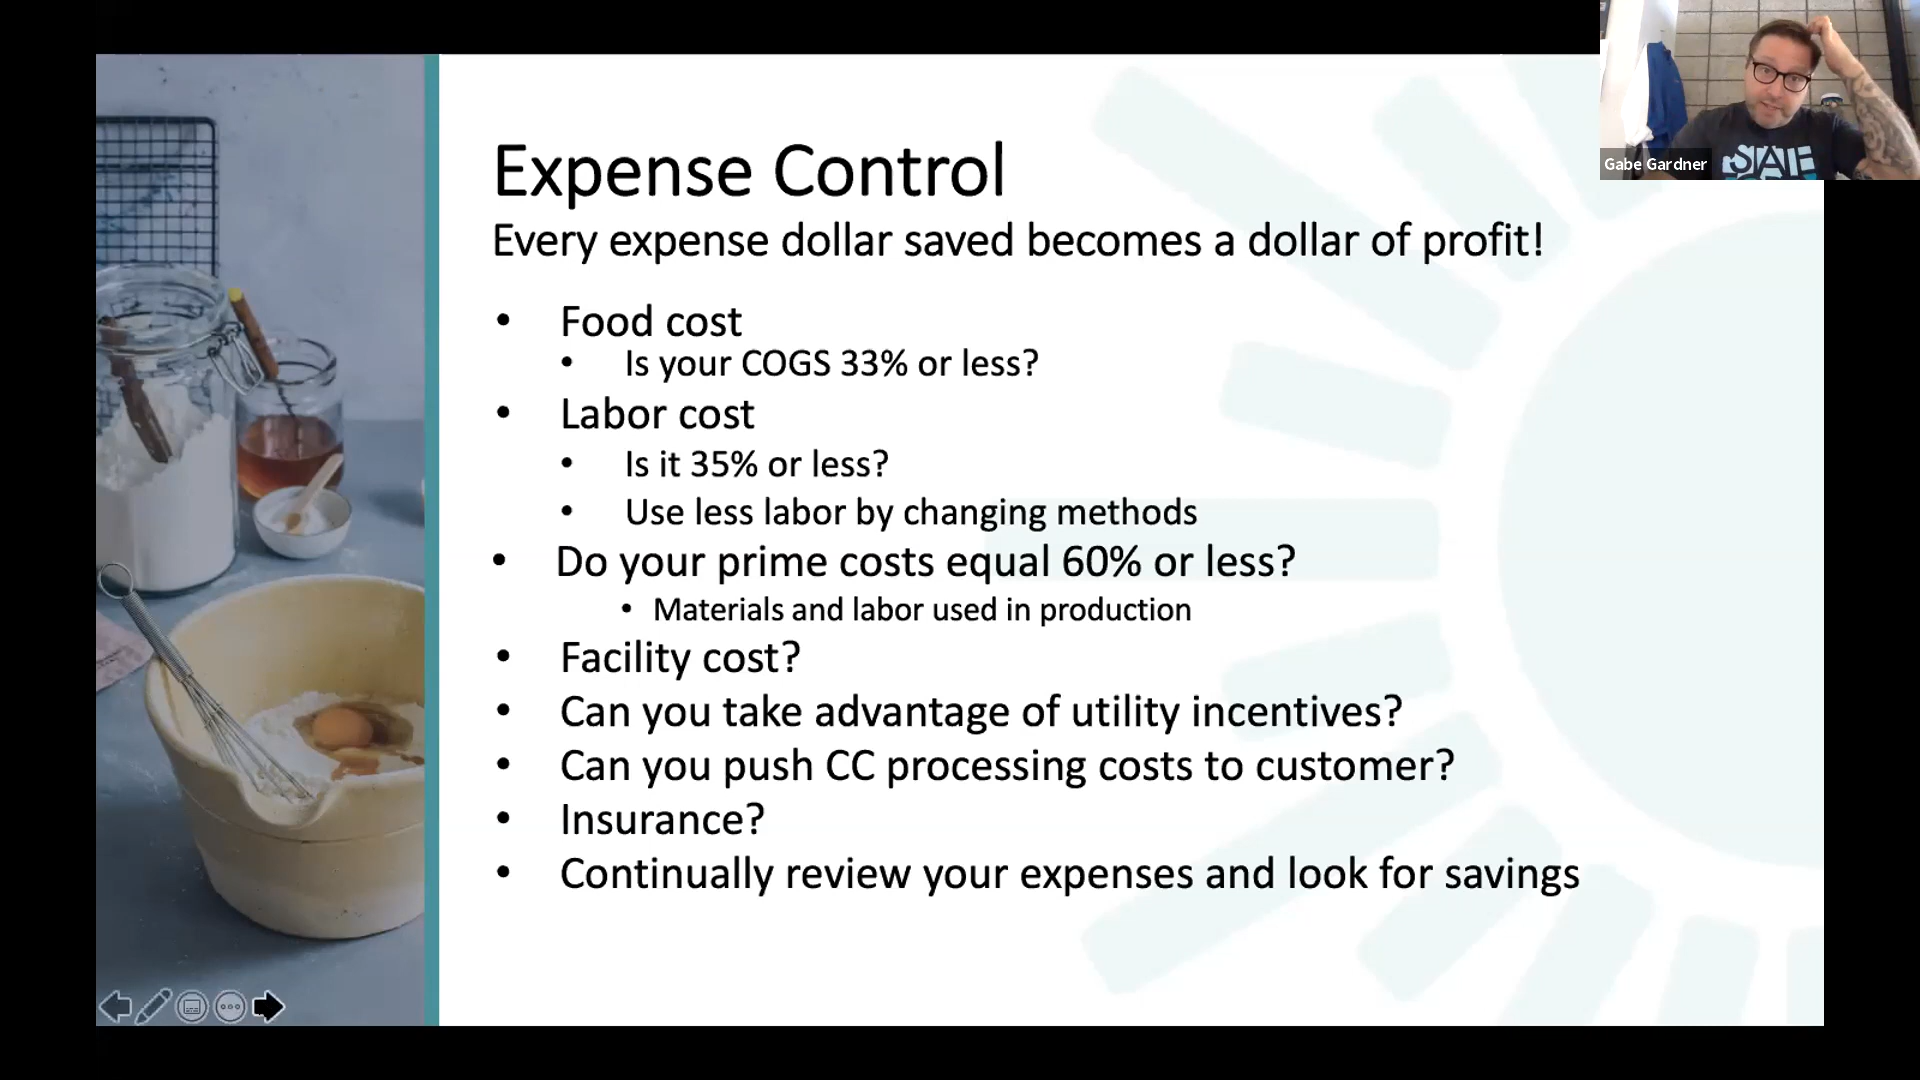 Expense Control
Every expense dollar saved becomes a dollar of profit!
• Food cost
• Is your COGS 33% or less?
• Labor cost
• Is it 35% or less?
• Use less labor by changing methods
• Do your prime costs equal 60% or less?
• Materials and labor used in production
• Facility cost?
• Can you take advantage of utility incentives?
• Can you push CC processing costs to customer?
• Insurance?
• Continually review your expenses and look for savings
Gabe Gardner
STATE